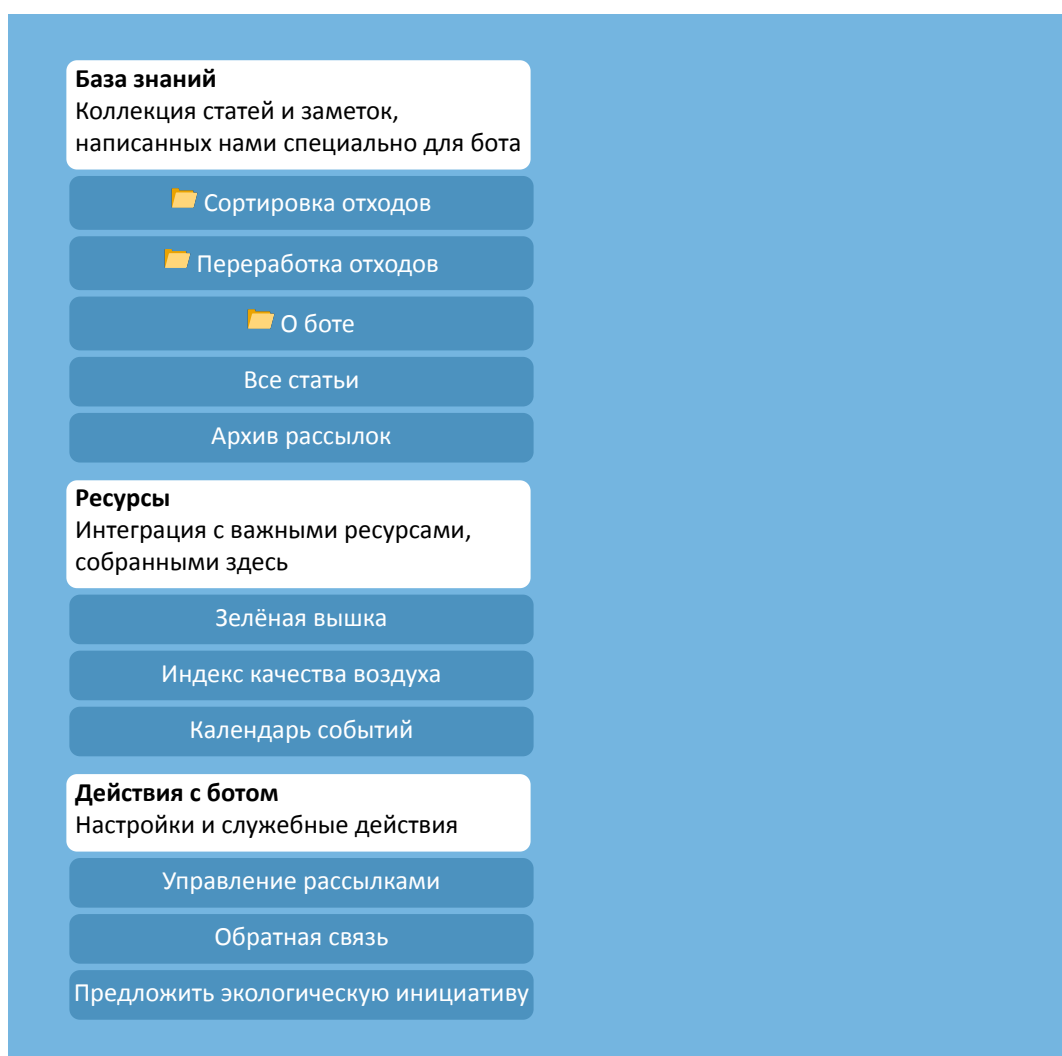 База знаний
Коллекция статей и заметок,
написанных нами специально для бота
Сортировка отходов
Переработка отходов
О боте
Все статьи
Архив рассылок
Ресурсы
Интеграция с важными ресурсами,
собранными здесь
Зелёная вышка
Индекс качества воздуха
Календарь событий
Действия с ботом
Настройки и служебные действия
Управление рассылками
Обратная связь
Предложить экологическую инициативу